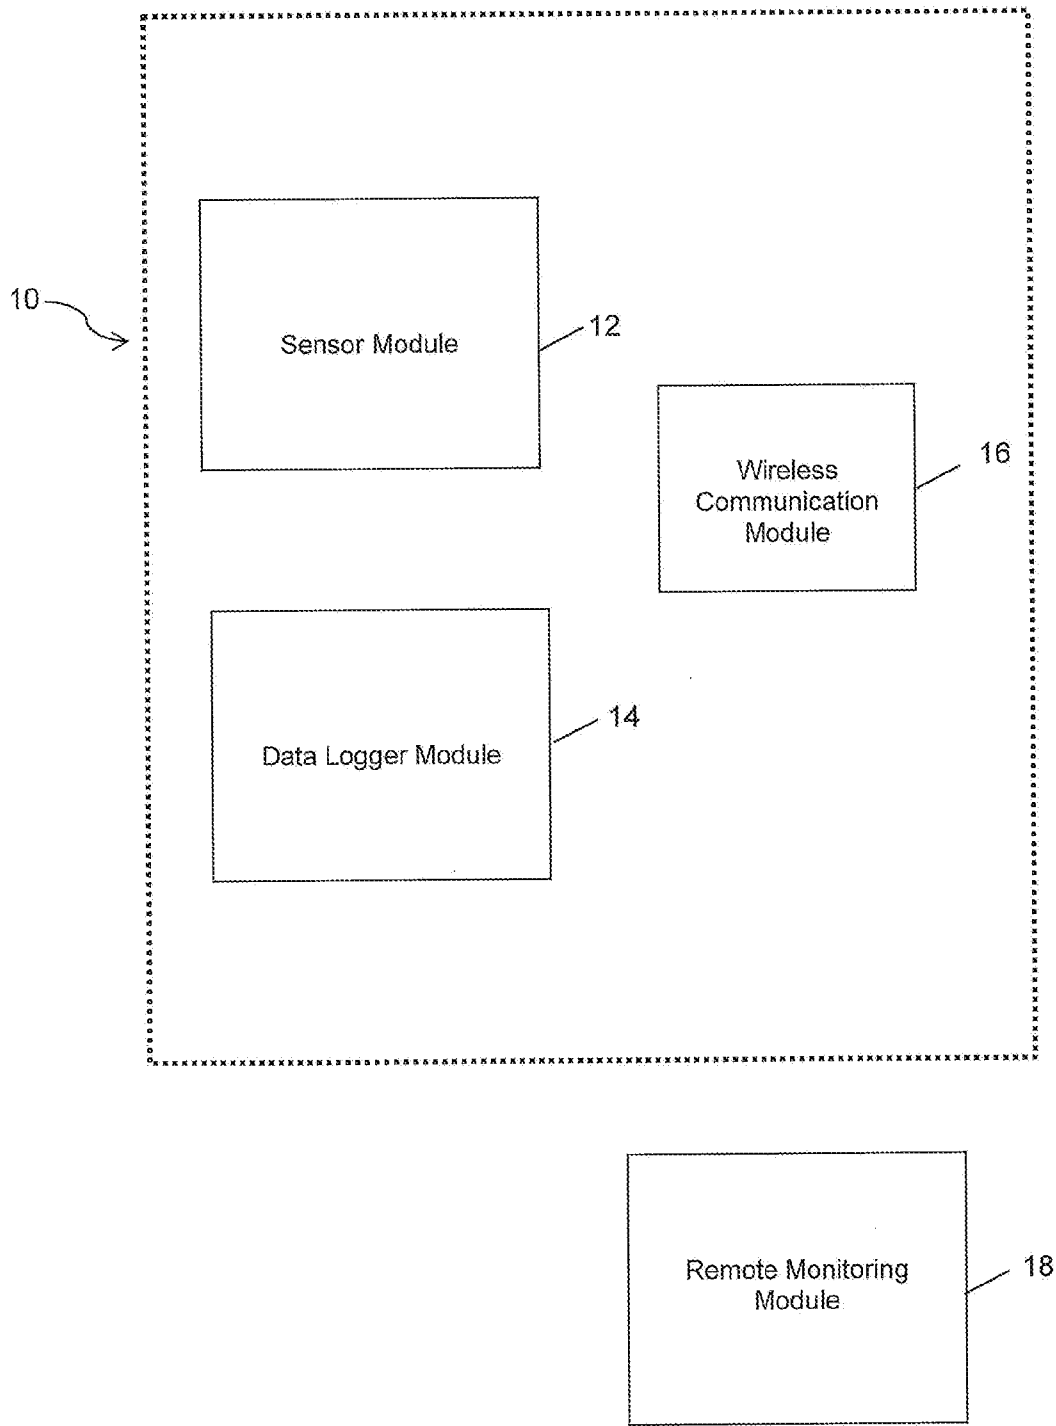 10
Sensor Module
12
Wireless
Communication
Module
16
Data Logger Module
14
Remote Monitoring
Module
18